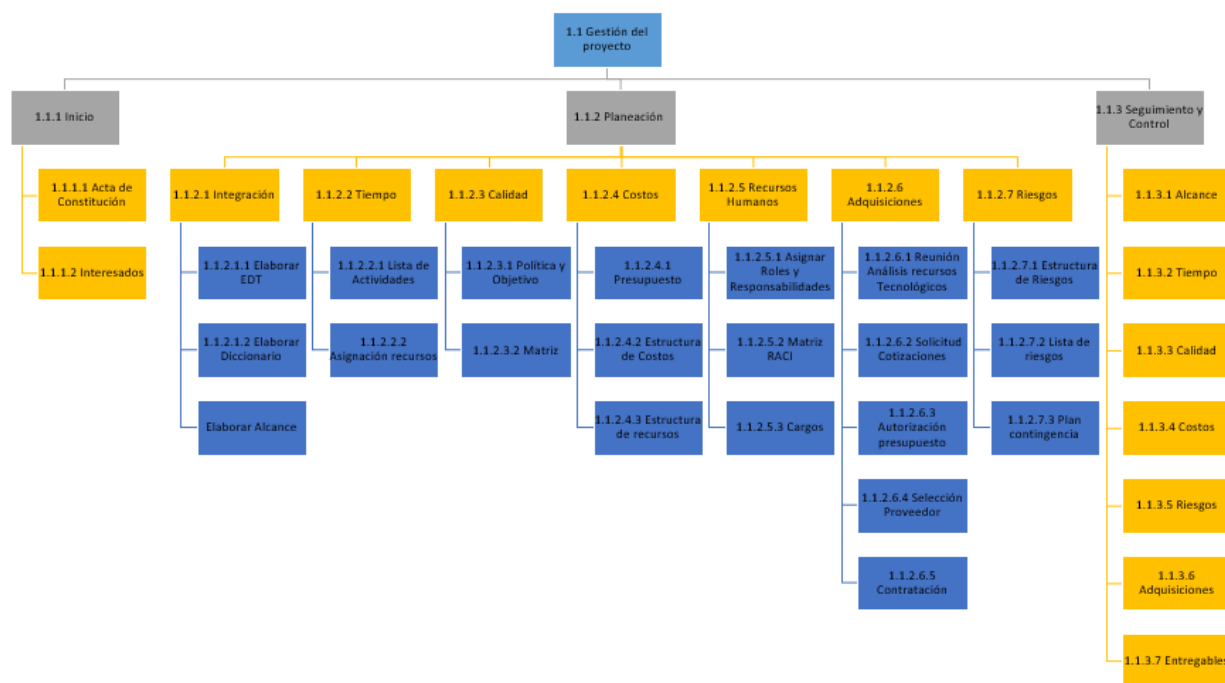 1.1 Gestión del
proyecto
1.1.1 Inicio
1.1.2 Planeación
1.1.3 Seguimiento y
Control
1.1.1.1 Acta de
Constitución
1.1.1.2 Interesados
1.1.2.1 Integración
1.1.2.1.1 Elaborar
EDT
1.1.2.1.2 Elaborar
Diccionario
Elaborar Alcance
1.1.2.2 Tiempo
1.1.2.2.1 Lista de
Actividades
1.1.2.2.2
Asignación recursos
1.1.2.3 Calidad
1.1.2.3.1 Política y
Objetivo
1.1.2.3.2 Matriz
1.1.2.4 Costos
1.1.2.4.1
Presupuesto
1.1.2.4.2 Estructura
de Costos
1.1.2.4.3 Estructura
de recursos
1.1.2.5 Recursos
Humanos
1.1.2.5.1 Asignar
Roles y
Responsabilidades
1.1.2.5.2 Matriz
RACI
1.1.2.5.3 Cargos
1.1.2.6
Adquisiciones
1.1.2.6.1 Reunión
Análisis recursos
Tecnológicos
1.1.2.6.2 Solicitud
Cotizaciones
1.1.2.6.3
Autorización
presupuesto
1.1.2.6.4 Selección
Proveedor
1.1.2.6.5
Contratación
1.1.2.7 Riesgos
1.1.2.7.1 Estructura
de Riesgos
1.1.2.7.2 Lista de
riesgos
1.1.2.7.3 Plan
contingencia
1.1.3.1 Alcance
1.1.3.2 Tiempo
1.1.3.3 Calidad
1.1.3.4 Costos
1.1.3.5 Riesgos
1.1.3.6
Adquisiciones
1.1.3.7 Entregables